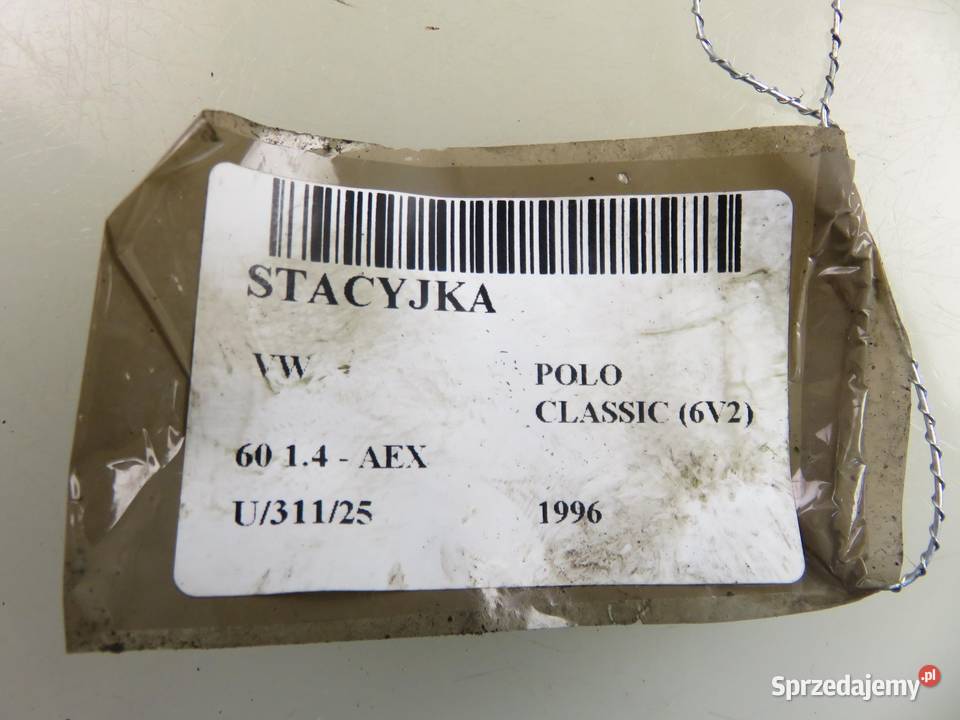 STACYJKA
VW
POLO
CLASSIC (6V2)
60 1.4 - AEX
U/311/25
1996
Sprzedajemy.pl